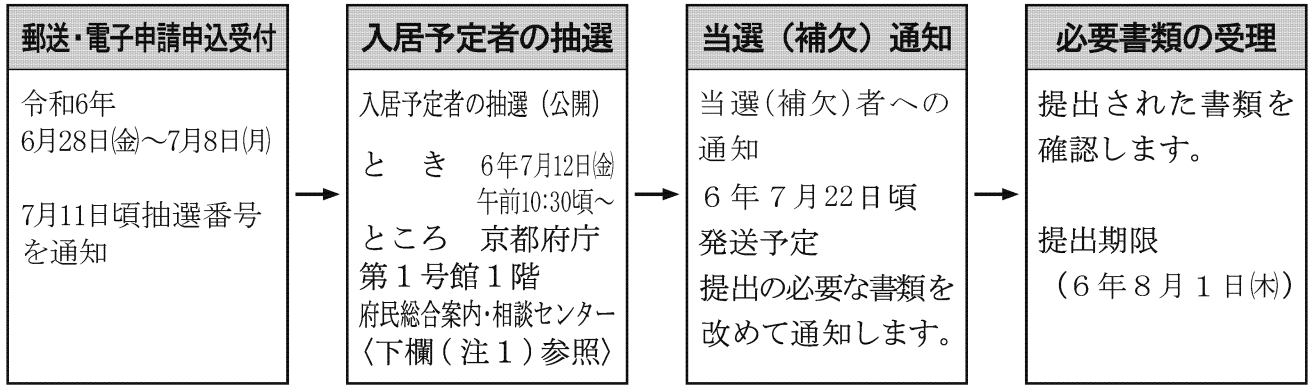 郵送・電子申請申込受付
令和6年
6月28日㈮～7月8日㈪
7月11日頃抽選番号
を通知
入居予定者の抽選
入居予定者の抽選（公開）
と　き　6年7月12日㈮
午前10:30頃～
ところ　京都府庁
第１号館１階
府民総合案内・相談センター
〈下欄（注１）参照〉
当選（補欠）通知
当選（補欠）者への
通知
６年７月22日頃
発送予定
提出の必要な書類を
改めて通知します。
必要書類の受理
提出された書類を
確認します。
提出期限
（６年８月１日㈭）